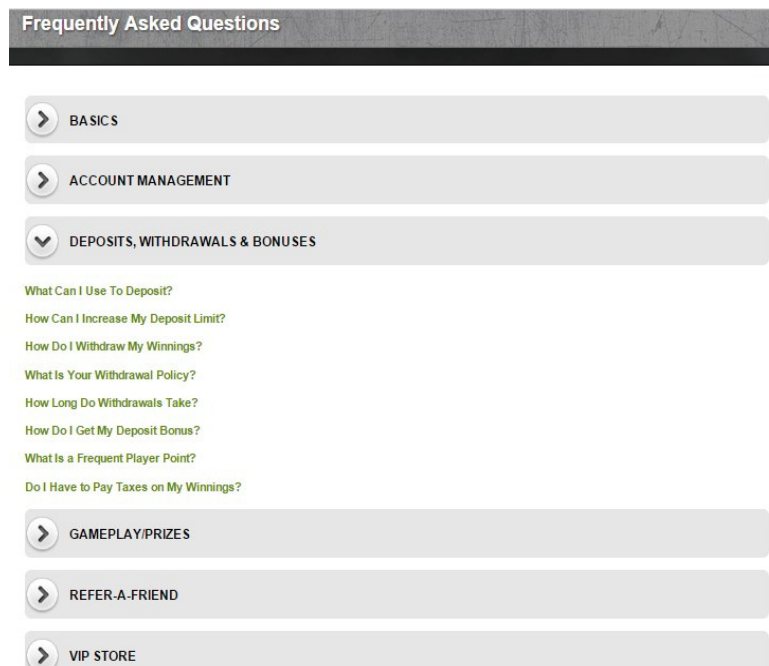 Frequently Asked Questions
BASICS
ACCOUNT MANAGEMENT
DEPOSITS, WITHDRAWALS & BONUSES
What Can I Use To Deposit?
How Can I Increase My Deposit Limit?
How Do I Withdraw My Winnings?
What Is Your Withdrawal Policy?
How Long Do Withdrawals Take?
How Do I Get My Deposit Bonus?
What Is a Frequent Player Point?
Do I Have to Pay Taxes on My Winnings?
GAMEPLAY/PRIZES
REFER-A-FRIEND
VIP STORE